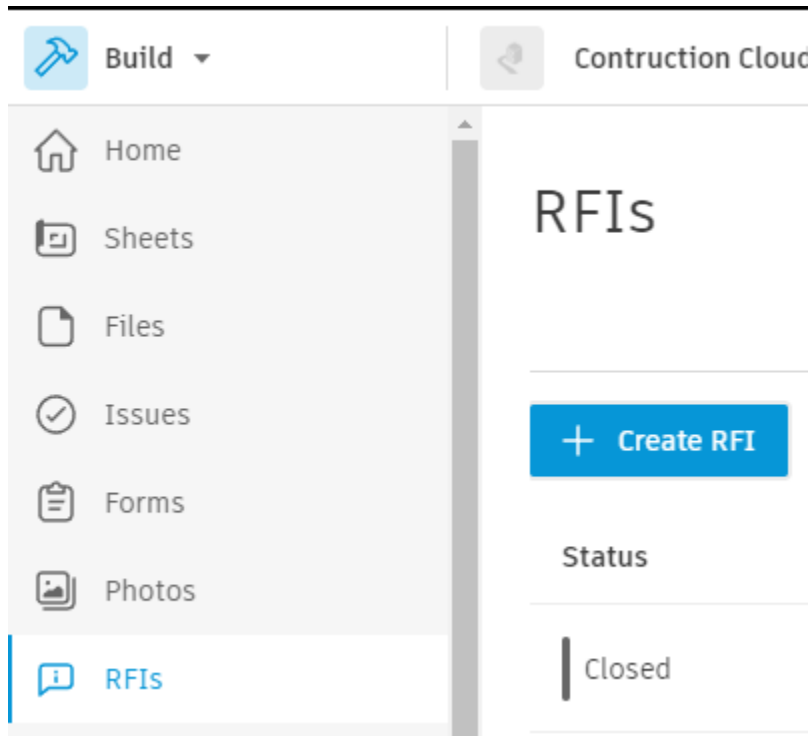 Build
Contruction Cloud
Home
Sheets
Files
Issues
Forms
Photos
RFIs
RFIs
Create RFI
Status
Closed